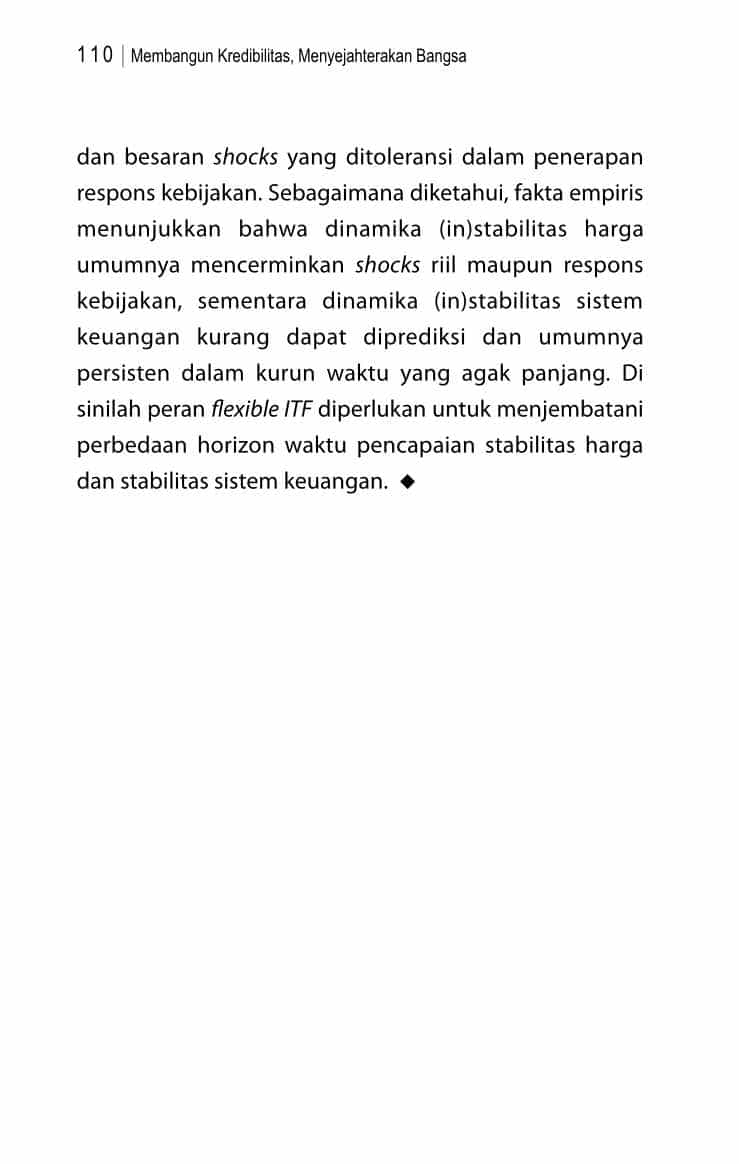 110 | Membangun Kredibilitas, Menyejahterakan Bangsa
dan besaran shocks yang ditoleransi dalam penerapan
respons kebijakan. Sebagaimana diketahui, fakta empiris
menunjukkan bahwa dinamika (in)stabilitas harga
umumnya mencerminkan shocks riil maupun respons
kebijakan, sementara dinamika (in)stabilitas sistem
keuangan kurang dapat diprediksi dan umumnya
persisten dalam kurun waktu yang agak panjang. Di
sinilah peran flexible ITF diperlukan untuk menjembatani
perbedaan horizon waktu pencapaian stabilitas harga
dan stabilitas sistem keuangan. ◆